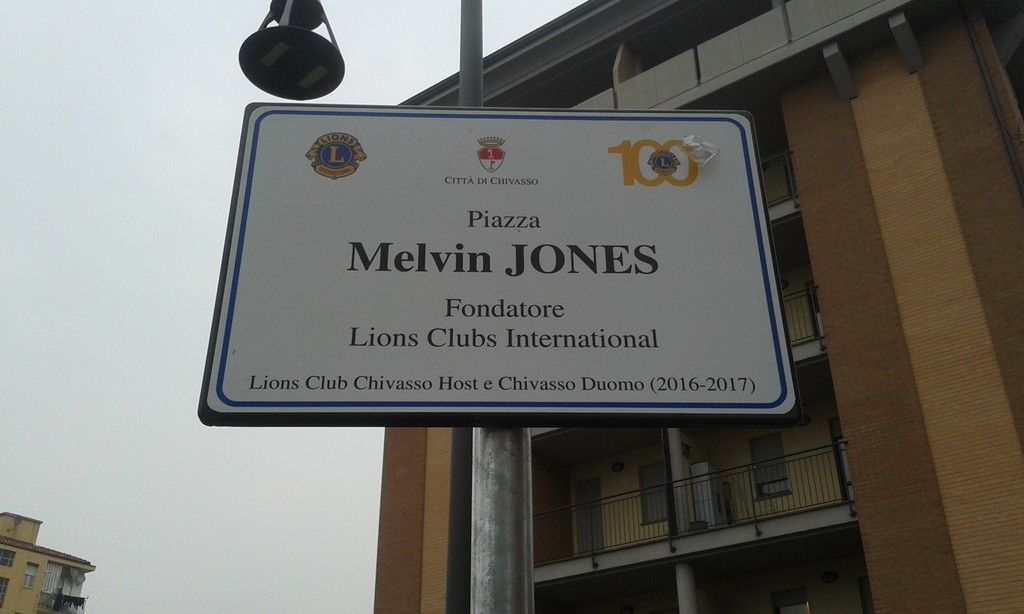 LIONS
L
INTERNATIONAL
CITTÀ DI CHIVASSO
100
L
Piazza
Melvin JONES
Fondatore
Lions Clubs International
Lions Club Chivasso Host e Chivasso Duomo (2016-2017)